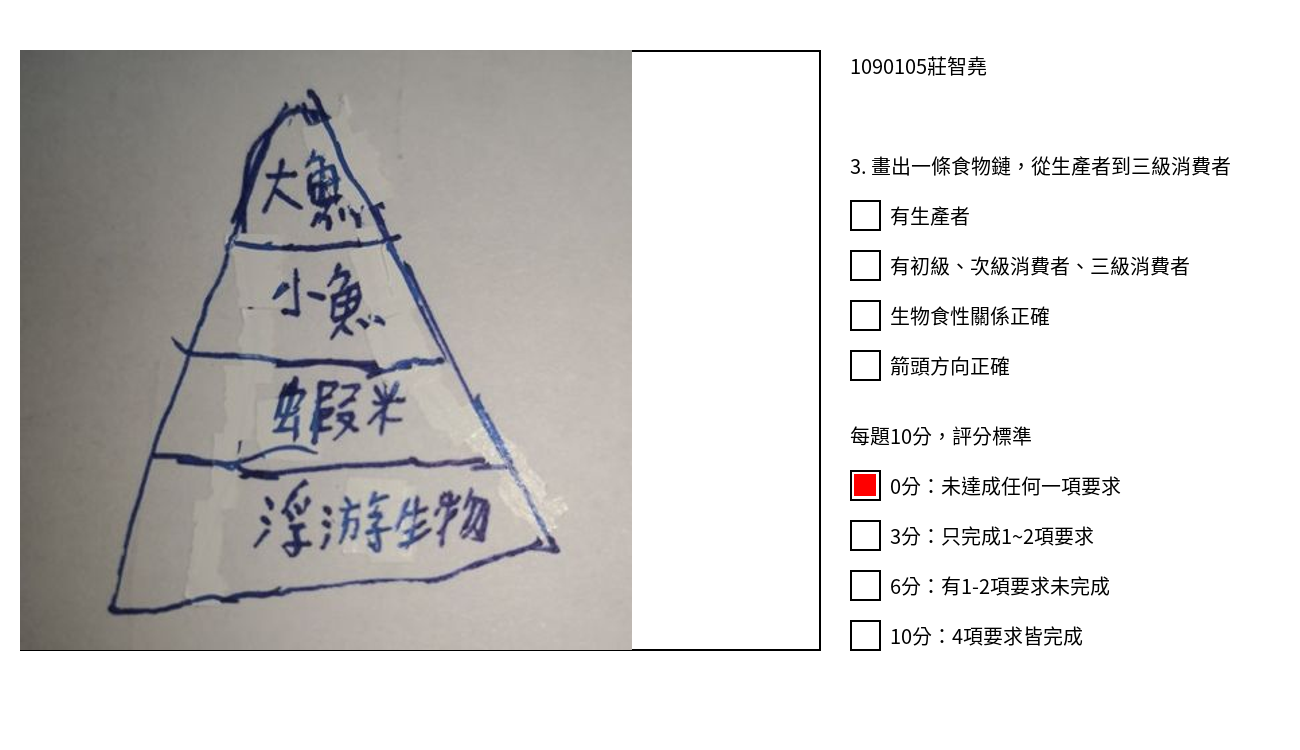 大魚
小魚
蝦米
浮游生物
1090105莊智堯
3. 畫出一條食物鏈，從生產者到三級消費者
有生產者
有初級、次級消費者、三級消費者
生物食性關係正確
箭頭方向正確
每題10分，評分標準
0分：未達成任何一項要求
3分：只完成1~2項要求
6分：有1-2項要求未完成
10分：4項要求皆完成